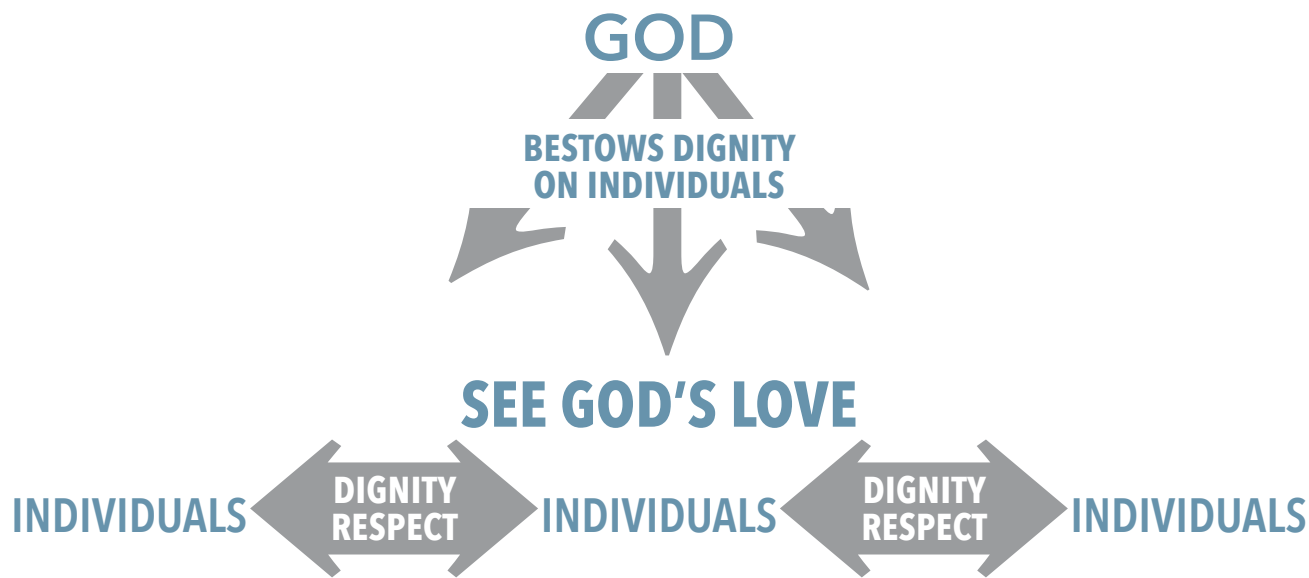 GOD
BESTOWS DIGNITY
ON INDIVIDUALS
SEE GOD'S LOVE
INDIVIDUALS
DIGNITY
RESPECT
INDIVIDUALS
DIGNITY
RESPECT
INDIVIDUALS